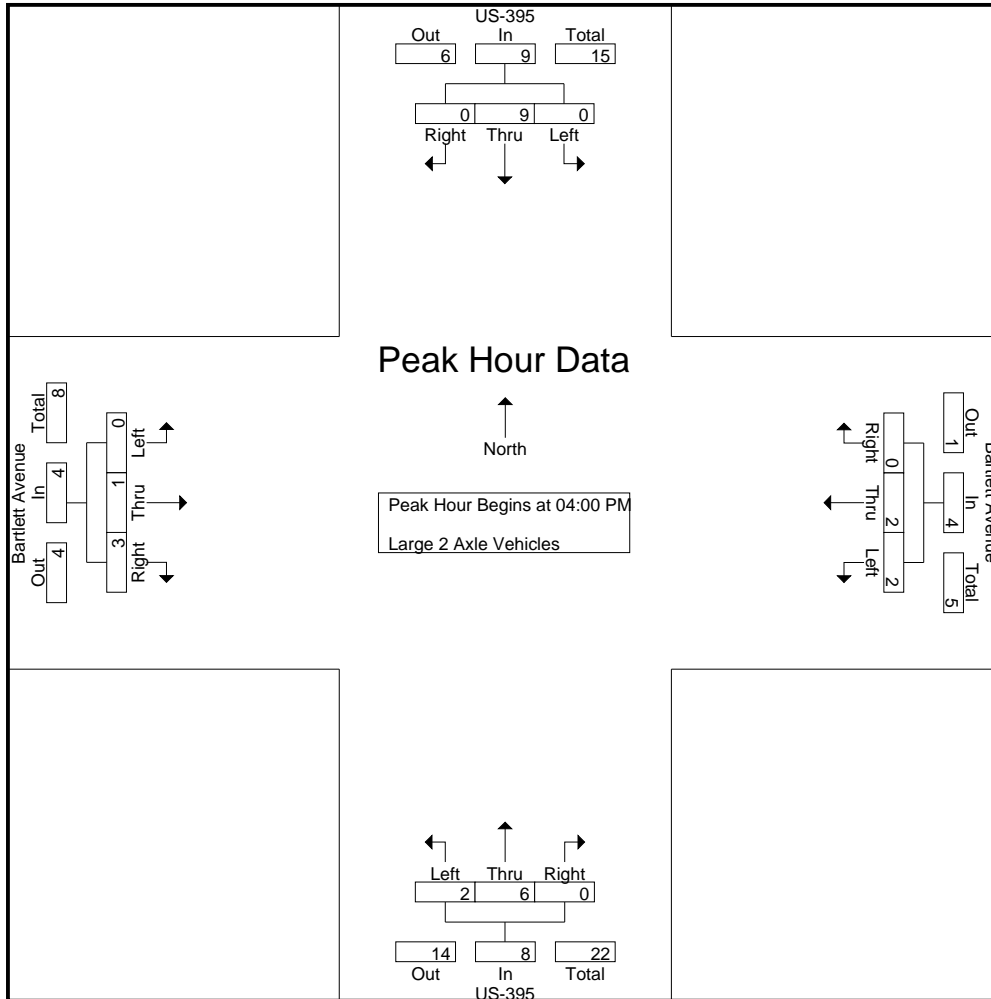 US-395
Out In Total
6 9 15
0 9 0
Right Thru Left
Peak Hour Data
North
Peak Hour Begins at 04:00 PM
Large 2 Axle Vehicles
Bartlett Avenue
Out In Total
4 4 8
Left Thru Right
0 1 3
Bartlett Avenue
Out In Total
1 4 5
Right Thru Left
0 2 2
Left Thru Right
2 6 0
14 8 22
Out In Total
US-395